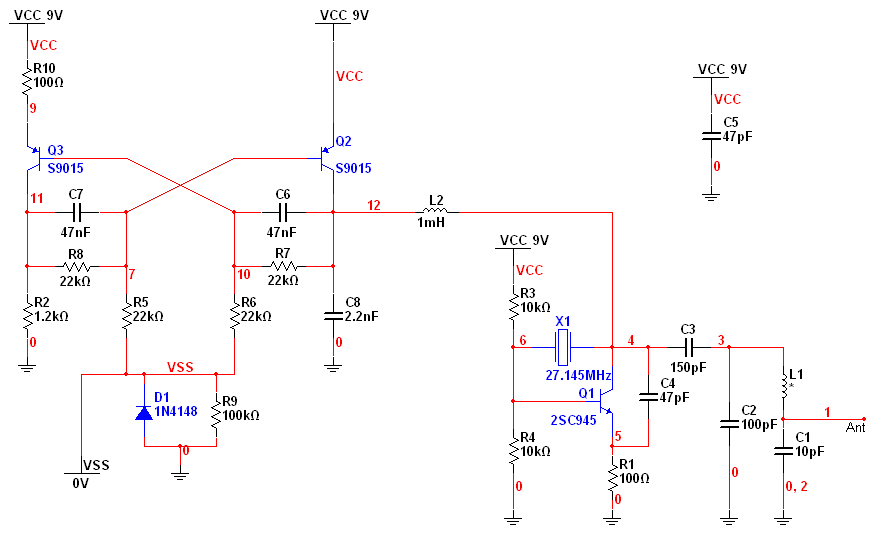 VCC 9V
VCC
R10
100Ω
9
Q3
S9015
11
VCC 9V
VCC
Q2
S9015
C7
47nF
C6
47nF
12
L2
1mH
R8
22kΩ
7
R7
22kΩ
10
R2
1.2kΩ
0
R5
22kΩ
R6
22kΩ
C8
2.2nF
0
VSS
D1
1N4148
R9
100kΩ
0
VSS
0V
VCC 9V
VCC
C5
47pF
0
VCC 9V
VCC
R3
10kΩ
6
X1
27.145MHz
4
C3
150pF
3
Q1
2SC945
C4
47pF
5
R4
10kΩ
0
R1
100Ω
0
C2
100pF
0
L1
*
1
Ant
C1
10pF
0, 2